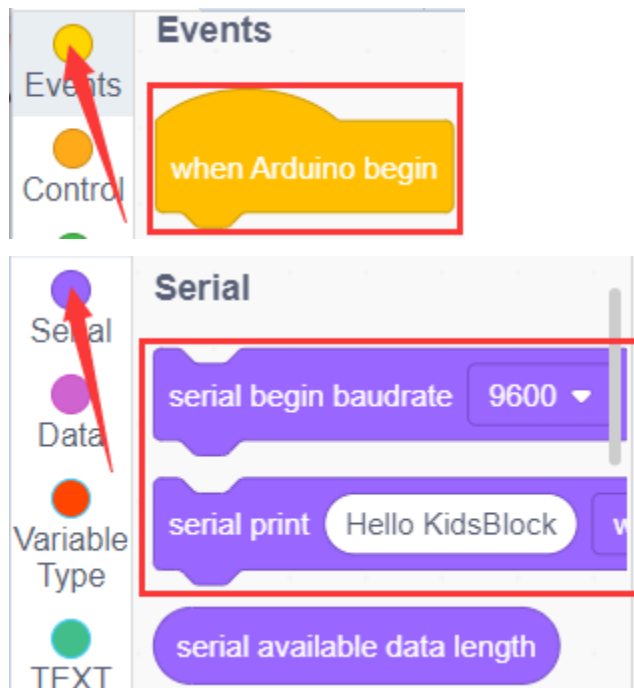 Events
Events
when Arduino begin
Control
Serial
Serial
serial begin baudrate 9600
Data
serial print Hello KidsBlock w
Variable
Type
serial available data length
TEXT